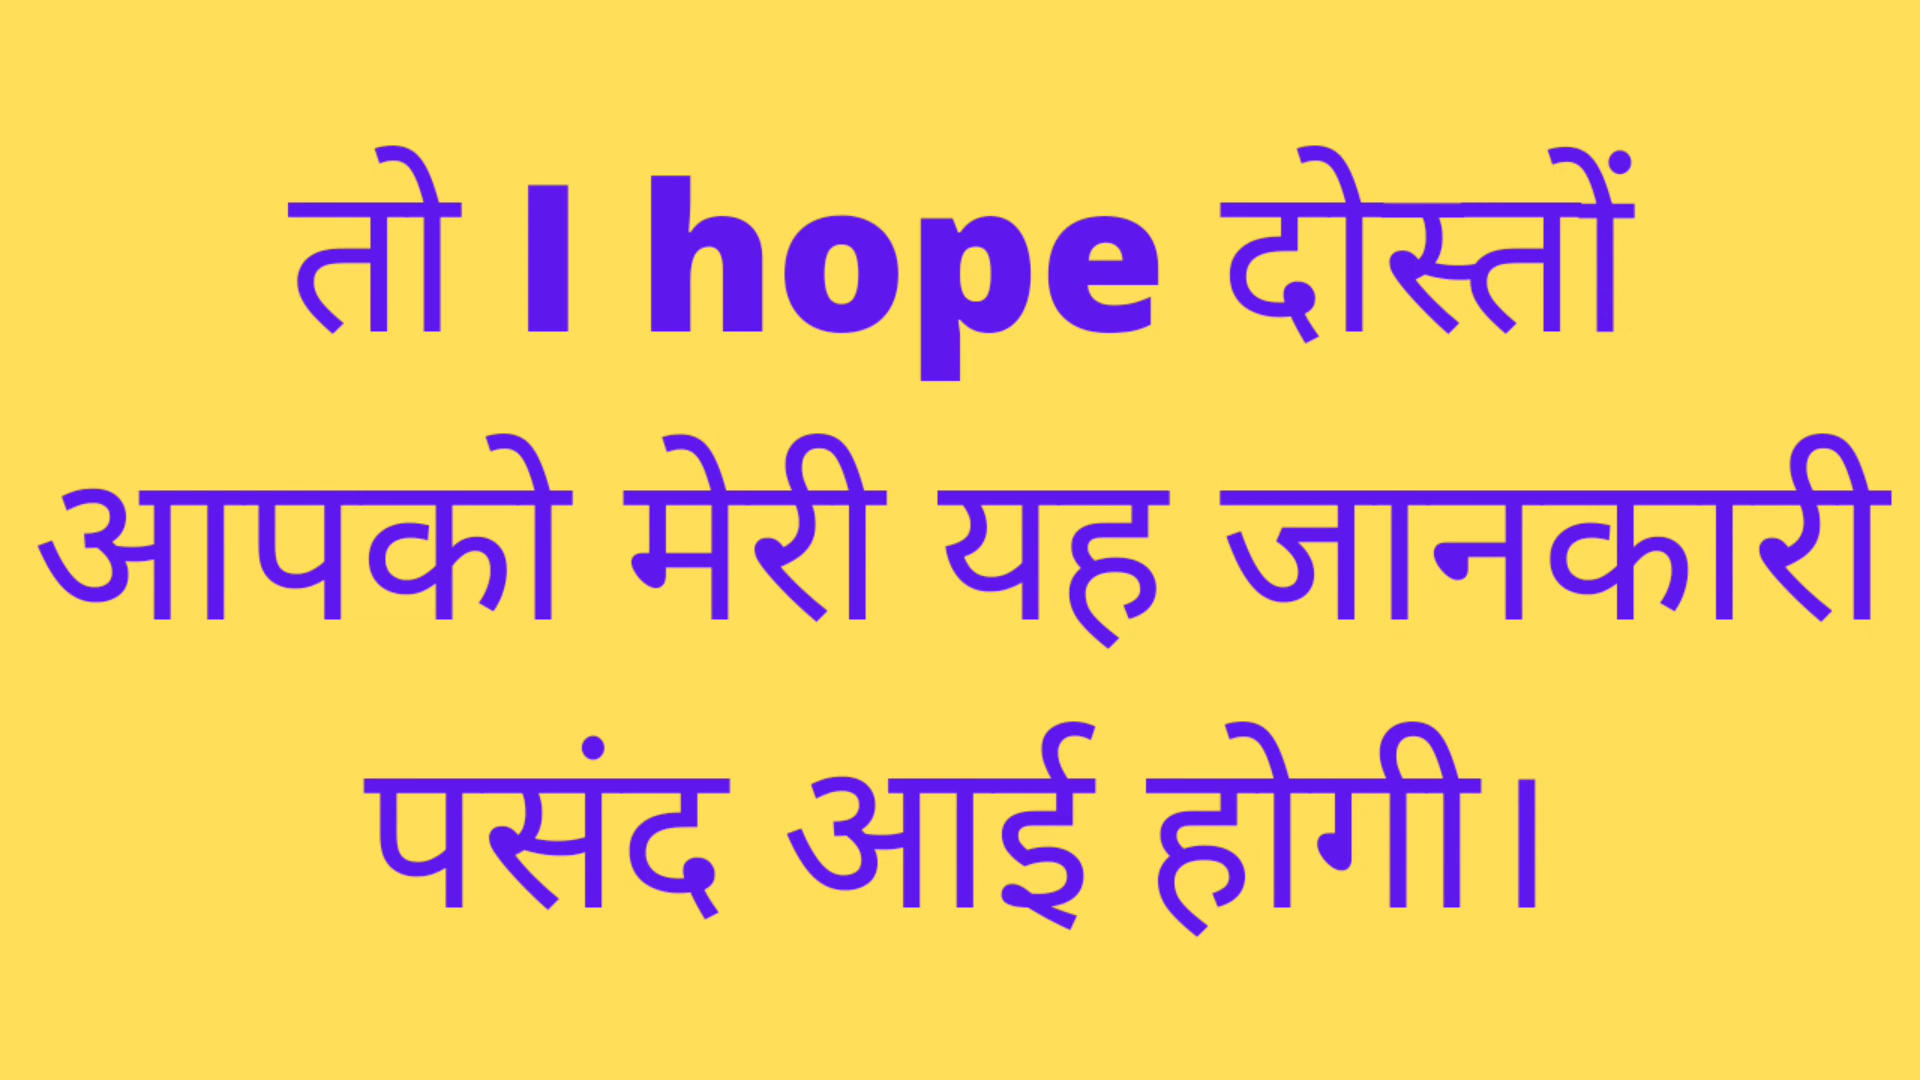 तो I hope दोस्तों
आपको मेरी यह जानकारी
पसंद आई होगी।